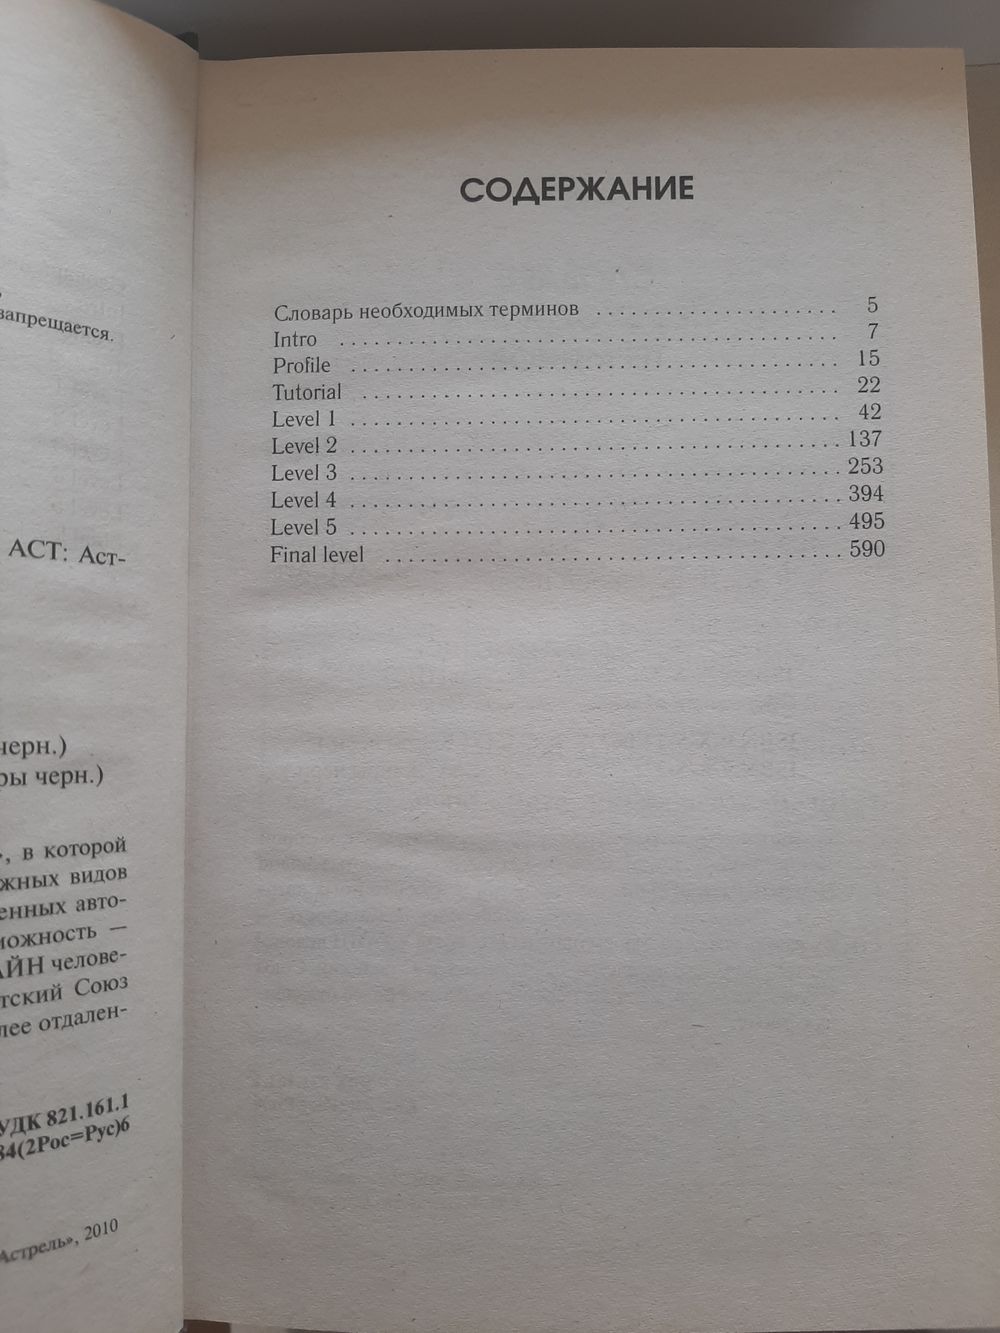 запрещается.
АСТ: Аст-
черн.)
ры черн.)
, в которой
жных видов
енных авто-
можность —
АЙН челове-
тский Союз
лее отдален-
УДК 821.161.1
84(2Рос=Рус)6
Астрель», 2010
СОДЕРЖАНИЕ
Словарь необходимых терминов . . . . . . . . . . . . . . . . . . . . . 5
Intro . . . . . . . . . . . . . . . . . . . . . . . . . . . . . . . . . . . . . . . . . . . 7
Profile . . . . . . . . . . . . . . . . . . . . . . . . . . . . . . . . . . . . . . . . . . 15
Tutorial . . . . . . . . . . . . . . . . . . . . . . . . . . . . . . . . . . . . . . . . . 22
Level 1 . . . . . . . . . . . . . . . . . . . . . . . . . . . . . . . . . . . . . . . . . . 42
Level 2 . . . . . . . . . . . . . . . . . . . . . . . . . . . . . . . . . . . . . . . . . . 137
Level 3 . . . . . . . . . . . . . . . . . . . . . . . . . . . . . . . . . . . . . . . . . . 253
Level 4 . . . . . . . . . . . . . . . . . . . . . . . . . . . . . . . . . . . . . . . . . . 394
Level 5 . . . . . . . . . . . . . . . . . . . . . . . . . . . . . . . . . . . . . . . . . . 495
Final level . . . . . . . . . . . . . . . . . . . . . . . . . . . . . . . . . . . . . . . 590